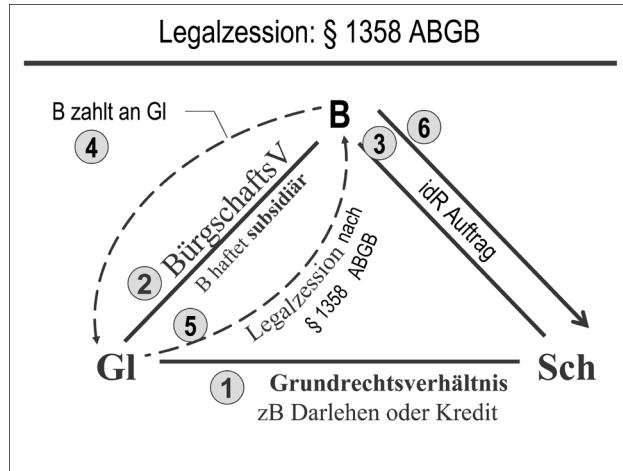 Legalzession: § 1358 ABGB
B zahlt an Gl
4
B
3
6
2
BürgschaftsV
B haftet subsidiär
Legalzession nach
§ 1358 ABGB
idR Auftrag
5
Gl
Sch
1
Grundrechtsverhältnis
zB Darlehen oder Kredit